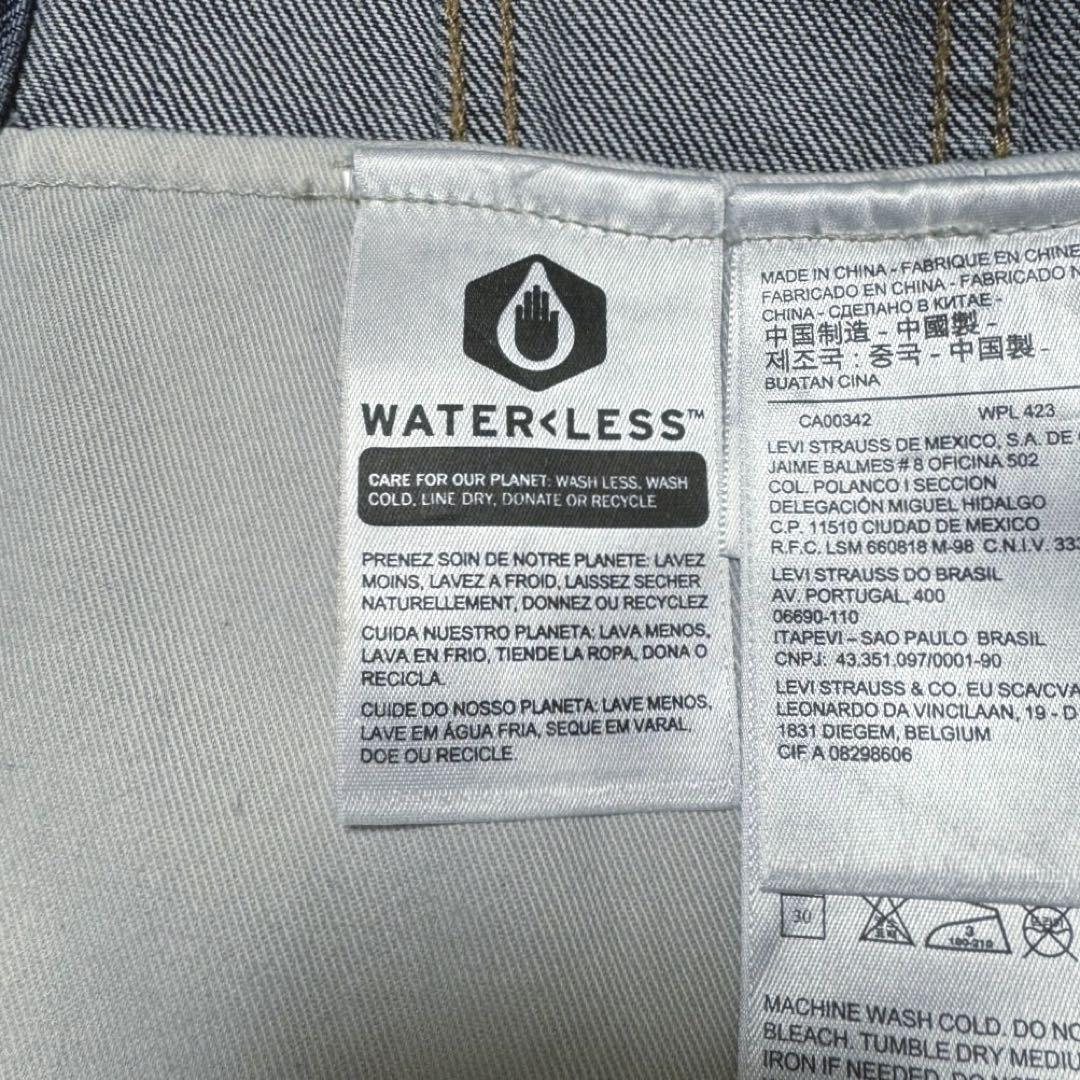 WATER<LESS™
CARE FOR OUR PLANET: WASH LESS, WASH
COLD, LINE DRY, DONATE OR RECYCLE
PRENEZ SOIN DE NOTRE PLANETE: LAVEZ
MOINS, LAVEZ A FROID, LAISSEZ SECHER
NATURELLEMENT, DONNEZ OU RECYCLEZ
CUIDA NUESTRO PLANETA: LAVA MENOS,
LAVA EN FRIO, TIENDE LA ROPA, DONA O
RECICLA.
CUIDE DO NOSSO PLANETA: LAVE MENOS,
LAVE EM ÁGUA FRIA, SEQUE EM VARAL,
DOE OU RECICLE.
MADE IN CHINA - FABRIQUE EN CHINE
FABRICADO EN CHINA - FABRICADO N
CHINA - СДЕЛАНО В КИТАЕ -
中国制造 - 中國製 -
제조국 : 중국 - 中国製 -
BUATAN CINA
CA00342 WPL 423
LEVI STRAUSS DE MEXICO, S.A. DE
JAIME BALMES # 8 OFICINA 502
COL. POLANCO I SECCION
DELEGACIÓN MIGUEL HIDALGO
C.P. 11510 CIUDAD DE MEXICO
R.F.C. LSM 660818 M-98 C.N.I.V. 333
LEVI STRAUSS DO BRASIL
AV. PORTUGAL, 400
06690-110
ITAPEVI – SAO PAULO BRASIL
CNPJ: 43.351.097/0001-90
LEVI STRAUSS & CO. EU SCA/CVA
LEONARDO DA VINCILAAN, 19 - D
1831 DIEGEM, BELGIUM
CIF A 08298606
30 3
180-210
MACHINE WASH COLD. DO NO
BLEACH. TUMBLE DRY MEDIU
IRON IF NEEDED. DO NOT